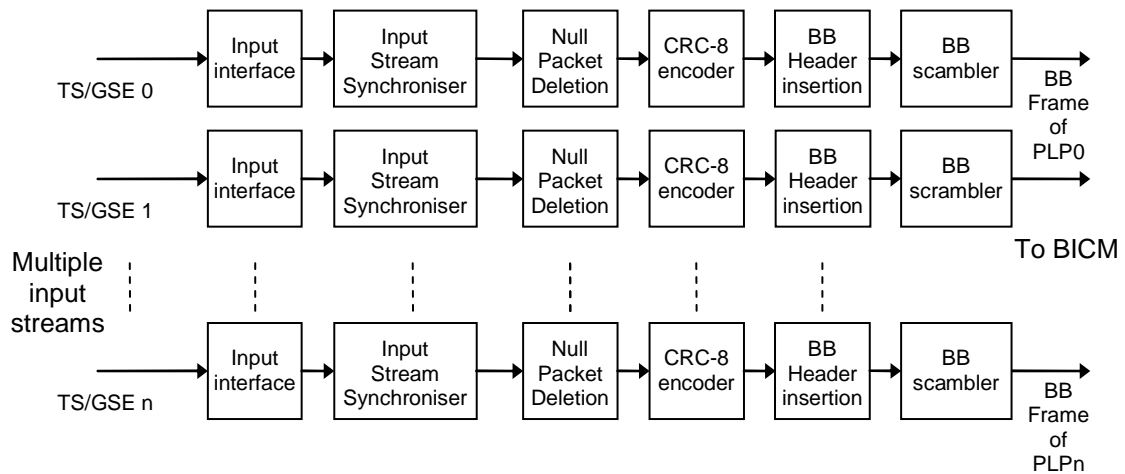 TS/GSE 0
Input
interface
Input
Stream
Synchroniser
Null
Packet
Deletion
CRC-8
encoder
BB
Header
insertion
BB
scambler
BB
Frame
of
PLP0
TS/GSE 1
Input
interface
Input
Stream
Synchroniser
Null
Packet
Deletion
CRC-8
encoder
BB
Header
insertion
BB
scrambler
Multiple
input
streams
To BICM
TS/GSE n
Input
interface
Input
Stream
Synchroniser
Null
Packet
Deletion
CRC-8
encoder
BB
Header
insertion
BB
scambler
BB
Frame
of
PLPn